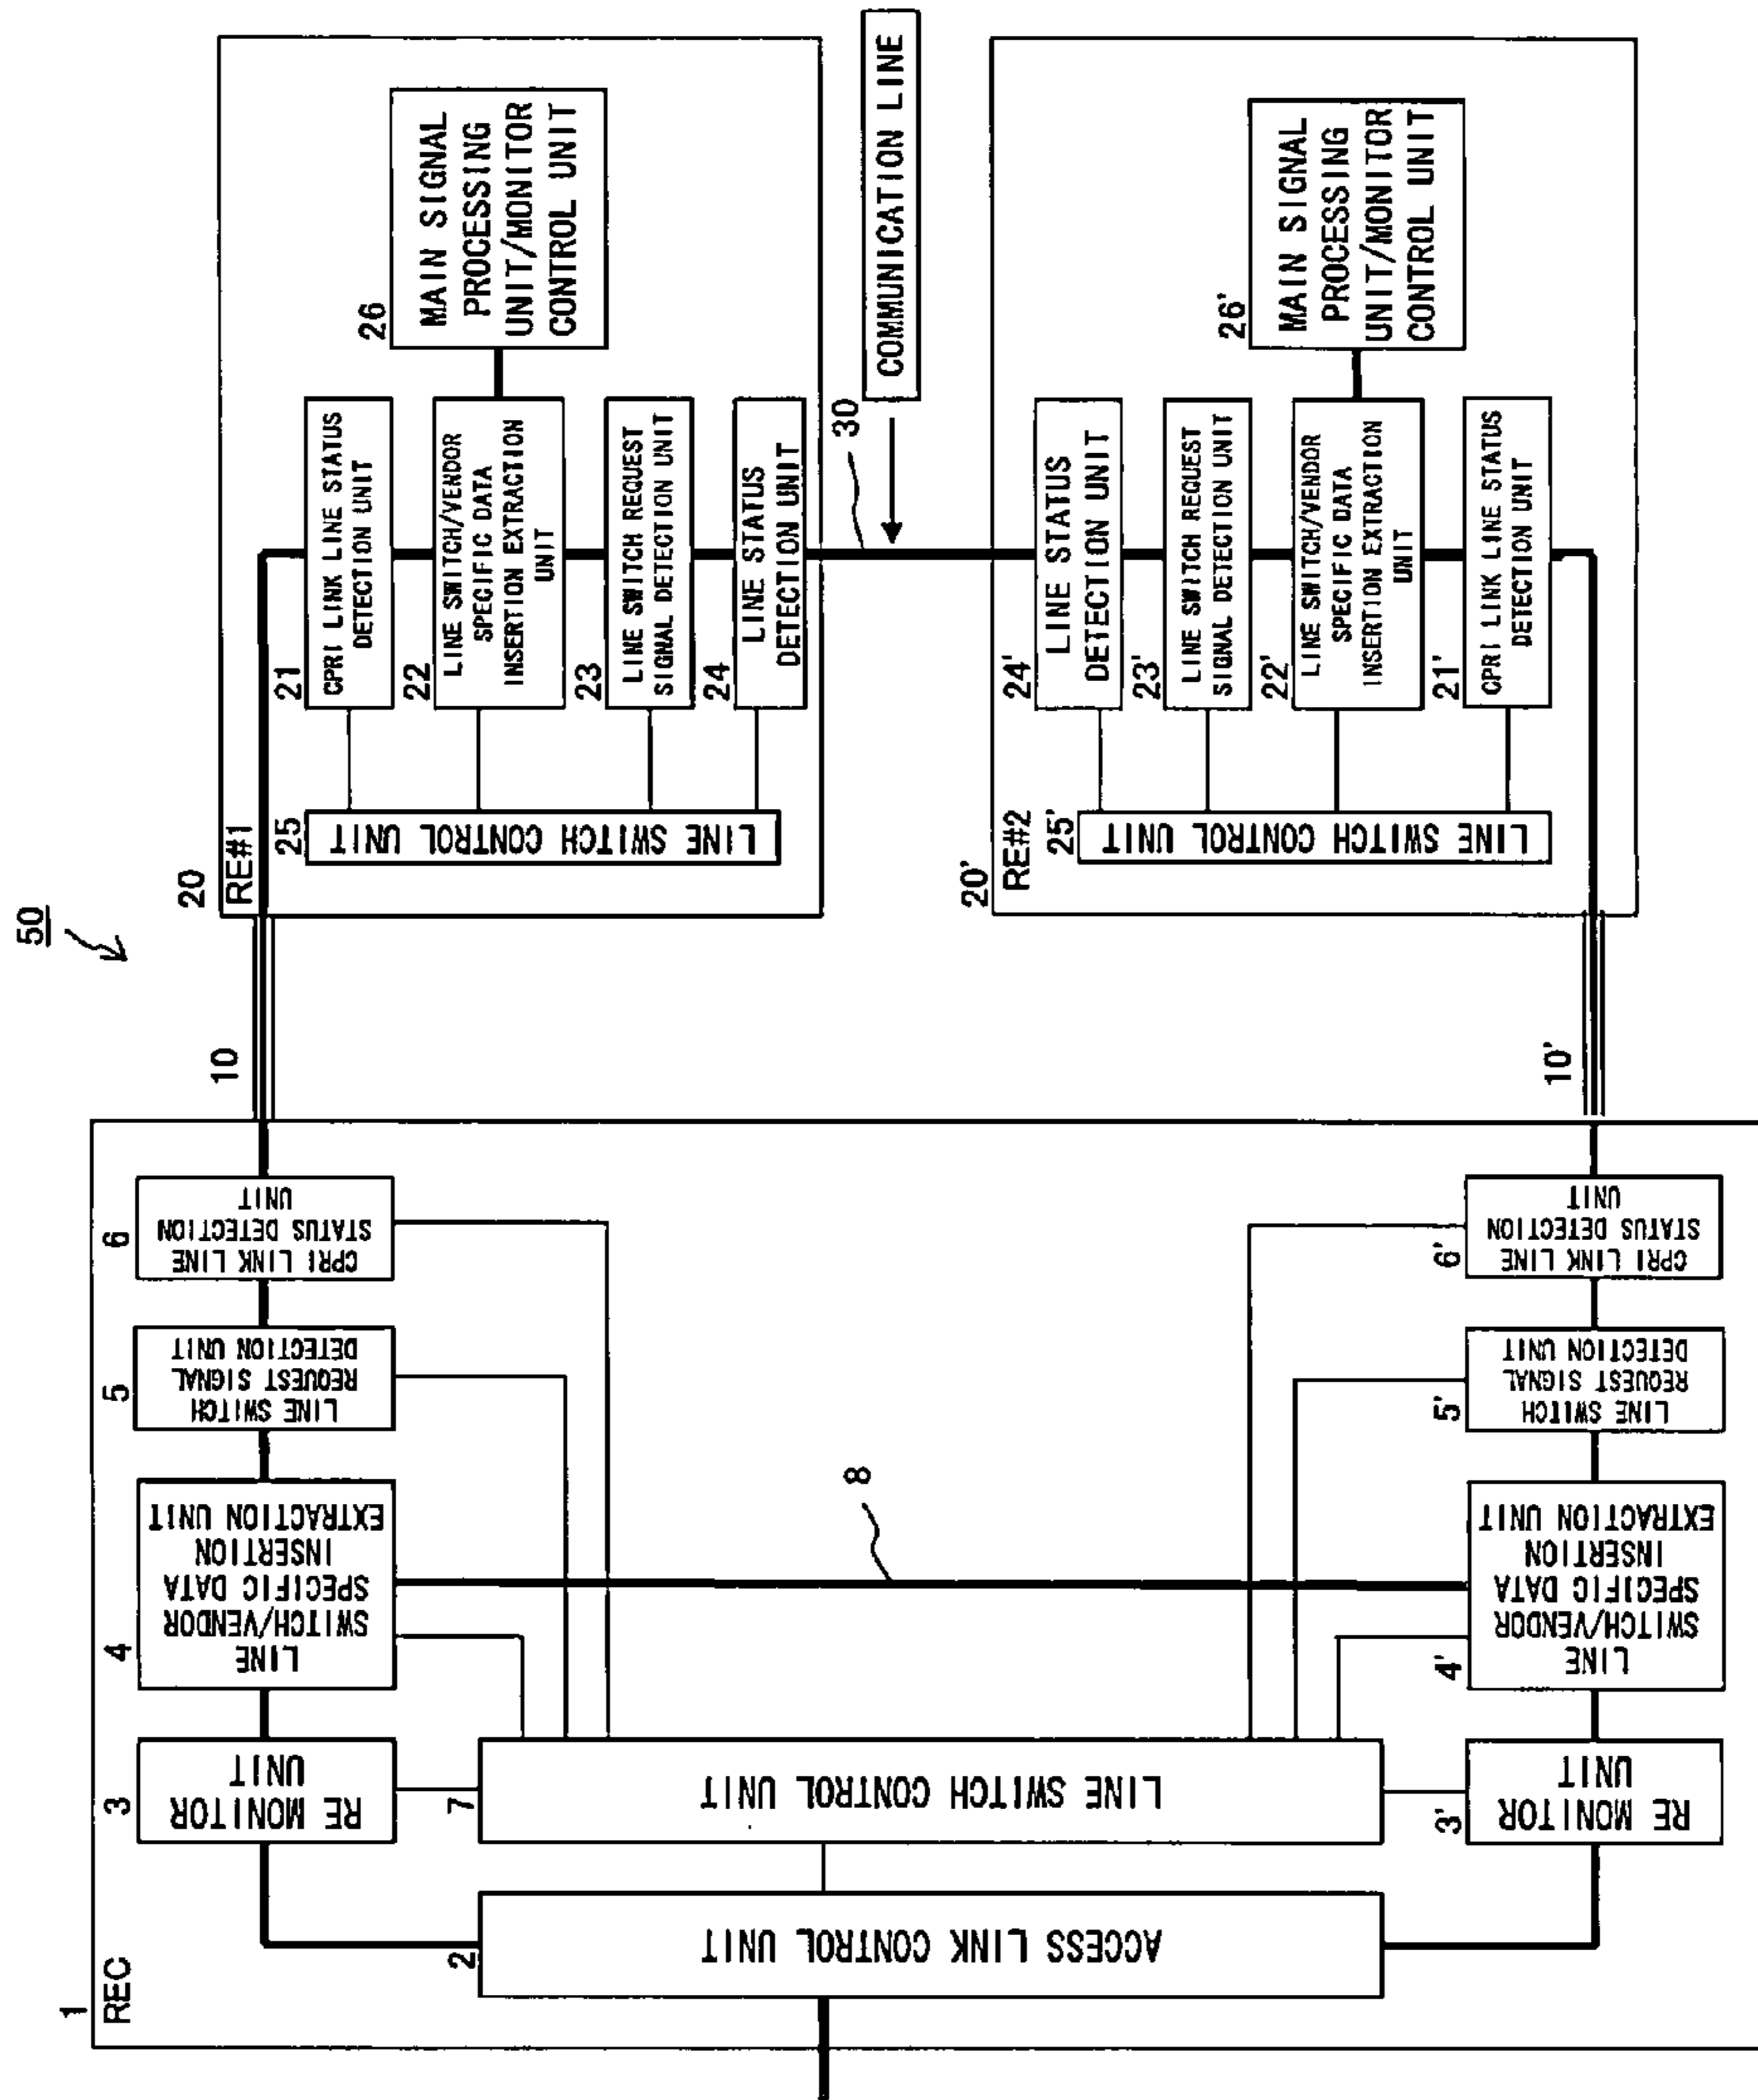 50
1
REC
2
ACCESS LINK CONTROL UNIT
3
RE MONITOR
UNIT
7
LINE SWITCH CONTROL UNIT
3'
RE MONITOR
UNIT
4
LINE
SWITCH/VENDOR
SPECIFIC DATA
INSERTION
EXTRACTION UNIT
8
4'
LINE
SWITCH/VENDOR
SPECIFIC DATA
INSERTION
EXTRACTION UNIT
5
LINE SWITCH
REQUEST SIGNAL
DETECTION UNIT
5'
LINE SWITCH
REQUEST SIGNAL
DETECTION UNIT
6
CPRI LINK LINE
STATUS DETECTION
UNIT
6'
CPRI LINK LINE
STATUS DETECTION
UNIT
10
10'
20
RE#1
25
LINE SWITCH CONTROL UNIT
21
CPRI LINK LINE STATUS
DETECTION UNIT
22
LINE SWITCH/VENDOR
SPECIFIC DATA
INSERTION EXTRACTION
UNIT
23
LINE SWITCH REQUEST
SIGNAL DETECTION UNIT
24
LINE STATUS
DETECTION UNIT
26
MAIN SIGNAL
PROCESSING
UNIT/MONITOR
CONTROL UNIT
30
COMMUNICATION LINE
20'
RE#2
25'
LINE SWITCH CONTROL UNIT
24'
LINE STATUS
DETECTION UNIT
23'
LINE SWITCH REQUEST
SIGNAL DETECTION UNIT
22'
LINE SWITCH/VENDOR
SPECIFIC DATA
INSERTION EXTRACTION
UNIT
21'
CPRI LINK LINE STATUS
DETECTION UNIT
26'
MAIN SIGNAL
PROCESSING
UNIT/MONITOR
CONTROL UNIT